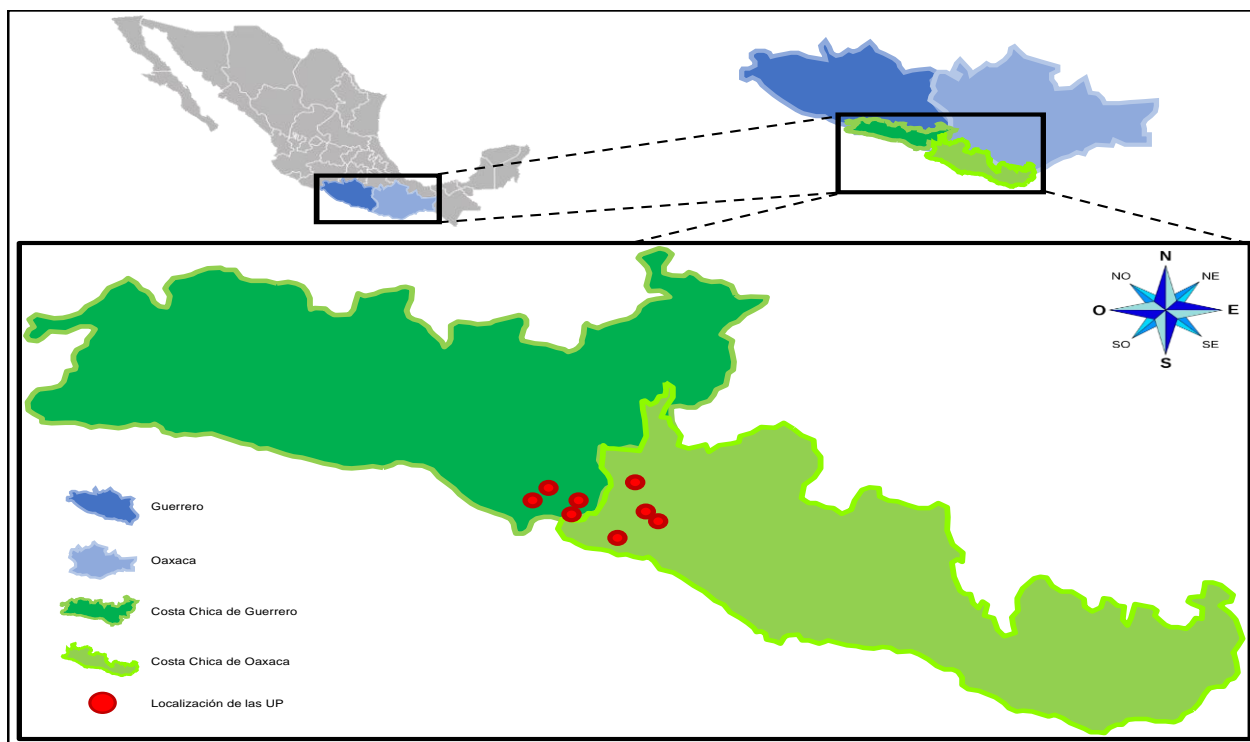 N
NO
NE
O
E
SO
SE
S
Guerrero
Oaxaca
Costa Chica de Guerrero
Costa Chica de Oaxaca
Localización de las UP